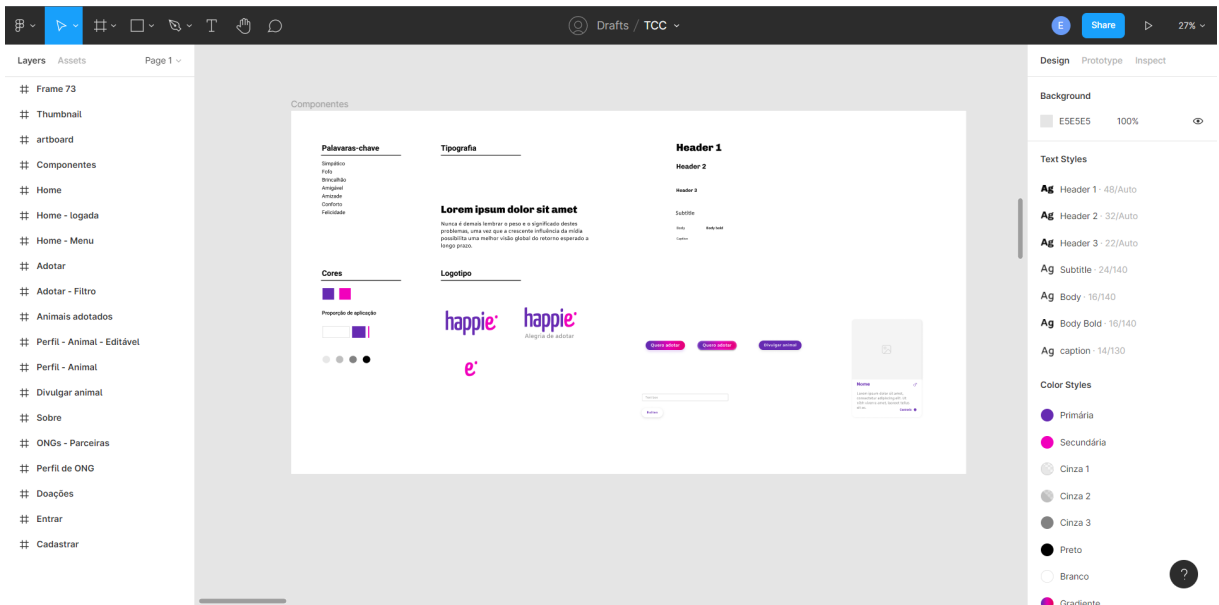 Drafts / TCC
E
Share
27%
Layers
Assets
Page 1
Frame 73
Thumbnail
artboard
Componentes
Home
Home - logada
Home - Menu
Adotar
Adotar - Filtro
Animais adotados
Perfil - Animal - Editável
Perfil - Animal
Divulgar animal
Sobre
ONGs - Parceiras
Perfil de ONG
Doações
Entrar
Cadastrar
Componentes
Palavaras-chave
Simpático
Fofo
Brincalhão
Amigável
Amizade
Conforto
Felicidade
Tipografia
Lorem ipsum dolor sit amet
Nunca é demais lembrar o peso e o significado destes
problemas, uma vez que a crescente influência da mídia
possibilita uma melhor visão global do retorno esperado a
longo prazo.
Header 1
Header 2
Header 3
Subtitle
Body
Body bold
Caption
Cores
Proporção de aplicação
Logotipo
happie
happie
Alegria de adotar
e
Quero adotar
Quero adotar
Divulgar animal
Nome
Design
Prototype
Inspect
Background
E5E5E5
100%
Text Styles
Ag Header 1 · 48/Auto
Ag Header 2 · 32/Auto
Ag Header 3 · 22/Auto
Ag Subtitle · 24/140
Ag Body · 16/140
Ag Body Bold · 16/140
Ag caption · 14/130
Color Styles
Primária
Secundária
Cinza 1
Cinza 2
Cinza 3
Preto
Branco
Gradiente
?